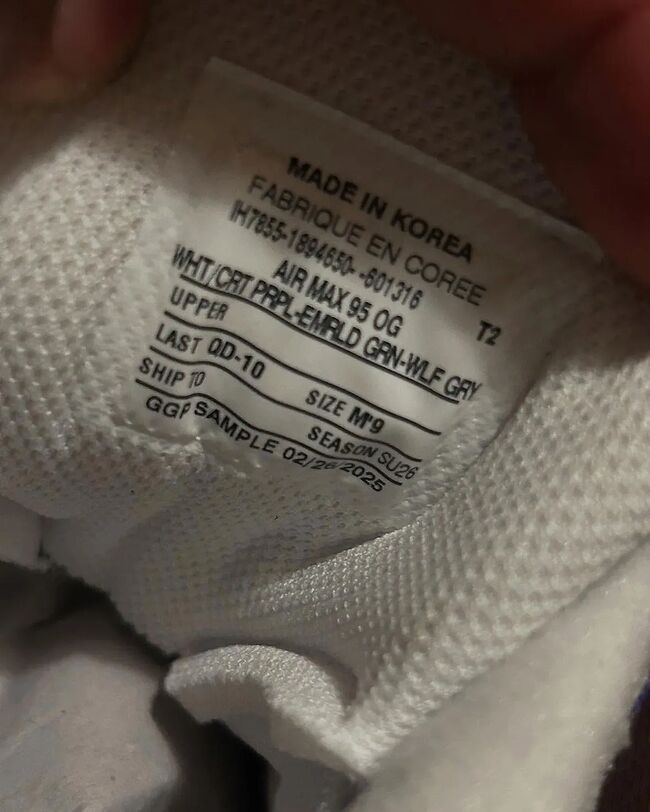 MADE IN KOREA
FABRIQUE EN COREE
IH7855-1894650- -601316
AIR MAX 95 OG T2
WHT/CRT PRPL-EMRLD GRN-WLF GRY
UPPER
LAST QD-10 SIZE M'9
SHIP TO SEASON SU26
GGP SAMPLE 02/26/2025